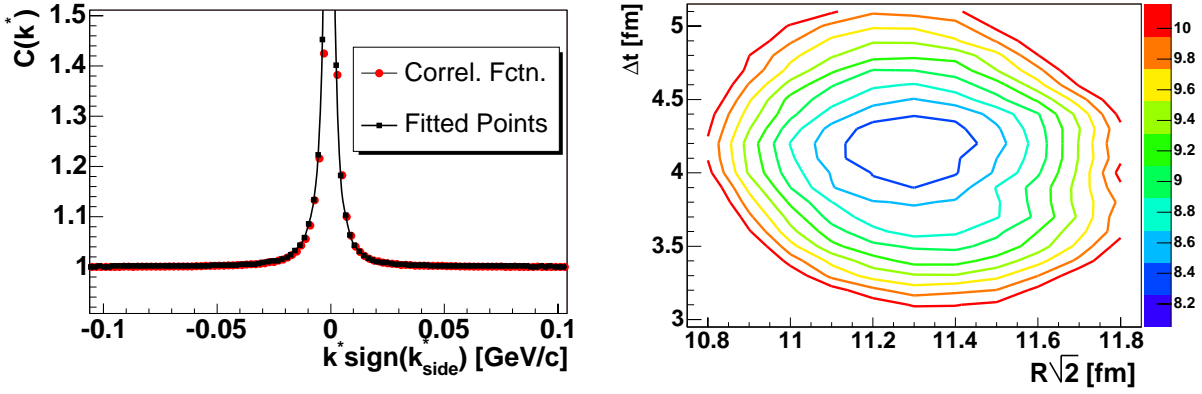 C(k*)
1.5
1.4
1.3
1.2
1.1
1
Correl. Fctn.
Fitted Points
-0.1 -0.05 0 0.05 0.1
k*sign(k*side) [GeV/c]
Δt [fm]
5
4.5
4
3.5
3
10.8 11 11.2 11.4 11.6 11.8
R√2 [fm]
10
9.8
9.6
9.4
9.2
9
8.8
8.6
8.4
8.2